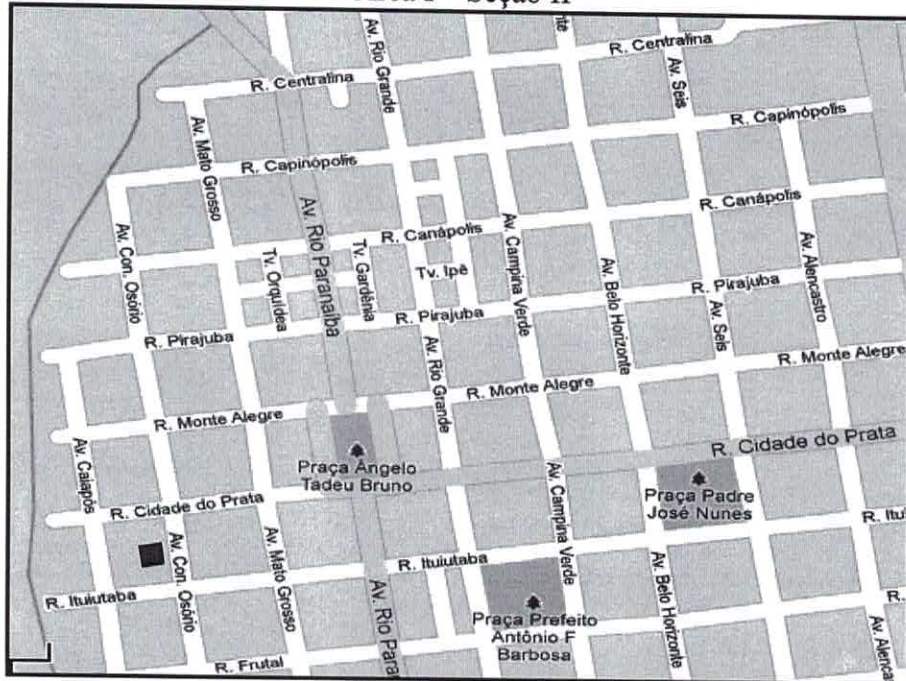 R. Centralina
Av. Rio Grande
R. Centralina
Av. Seis
Av. Mato Grosso
R. Capinópolis
R. Capinópolis
Av. Con. Osório
Av. Rio Paranaíba
R. Canápolis
R. Canápolis
Tv. Orquídea
Tv. Gardênia
Tv. Ipê
Av. Campina Verde
Av. Belo Horizonte
Av. Alencastro
R. Pirajuba
R. Pirajuba
R. Pirajuba
Av. Seis
Av. Rio Grande
R. Monte Alegre
R. Monte Alegre
R. Monte Alegre
Av. Caiapós
Praça Ângelo
Tadeu Bruno
R. Cidade do Prata
R. Cidade do Prata
Praça Padre
José Nunes
Av. Con. Osório
Av. Mato Grosso
Av. Campina Verde
R. Ituiutaba
R. Ituiutaba
R. Itui
Av. Rio Para
Praça Prefeito
Antônio F
Barbosa
Av. Belo Horizonte
R.
Av. Alenca
R. Frutal